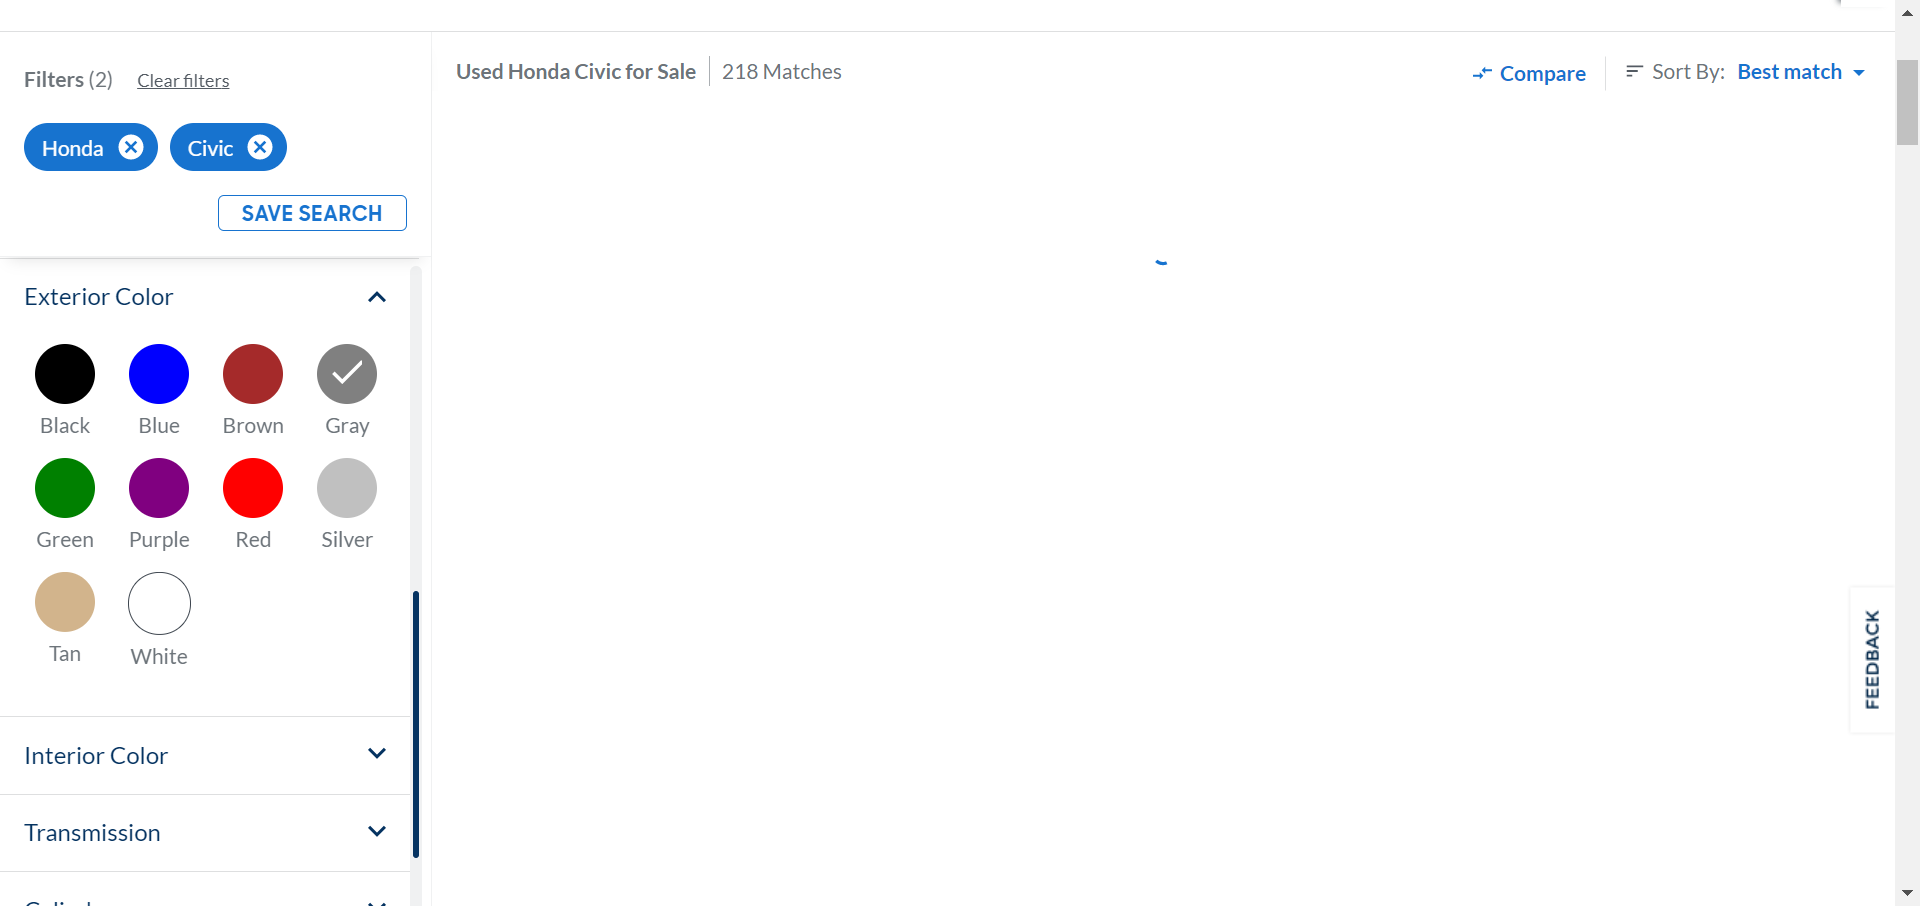 Filters (2) Clear filters
Honda Civic
SAVE SEARCH
Exterior Color
Black Blue Brown Gray
Green Purple Red Silver
Tan White
Interior Color
Transmission
Used Honda Civic for Sale 218 Matches
Compare Sort By: Best match
FEEDBACK